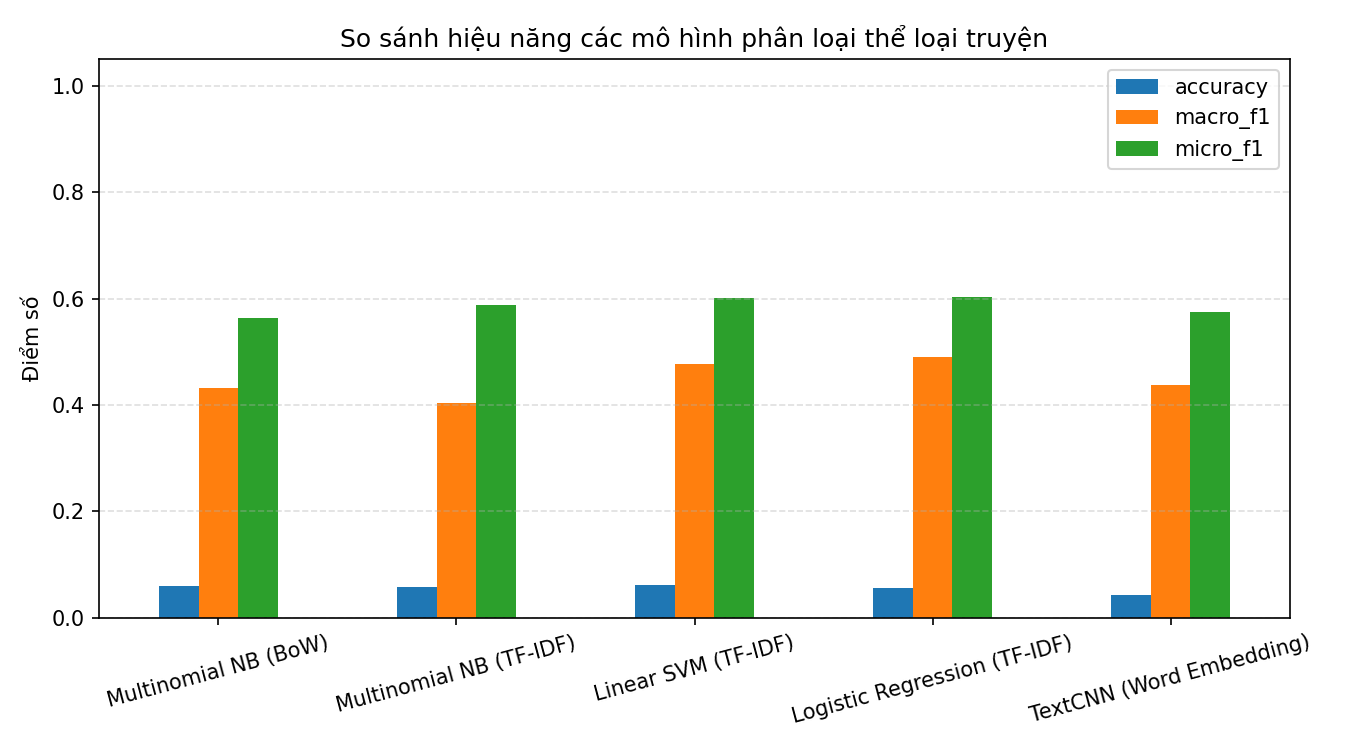 So sánh hiệu năng các mô hình phân loại thể loại truyện
accuracy
macro_f1
micro_f1
Điểm số
1.0
0.8
0.6
0.4
0.2
0.0
Multinomial NB (BoW)
Multinomial NB (TF-IDF)
Linear SVM (TF-IDF)
Logistic Regression (TF-IDF)
TextCNN (Word Embedding)